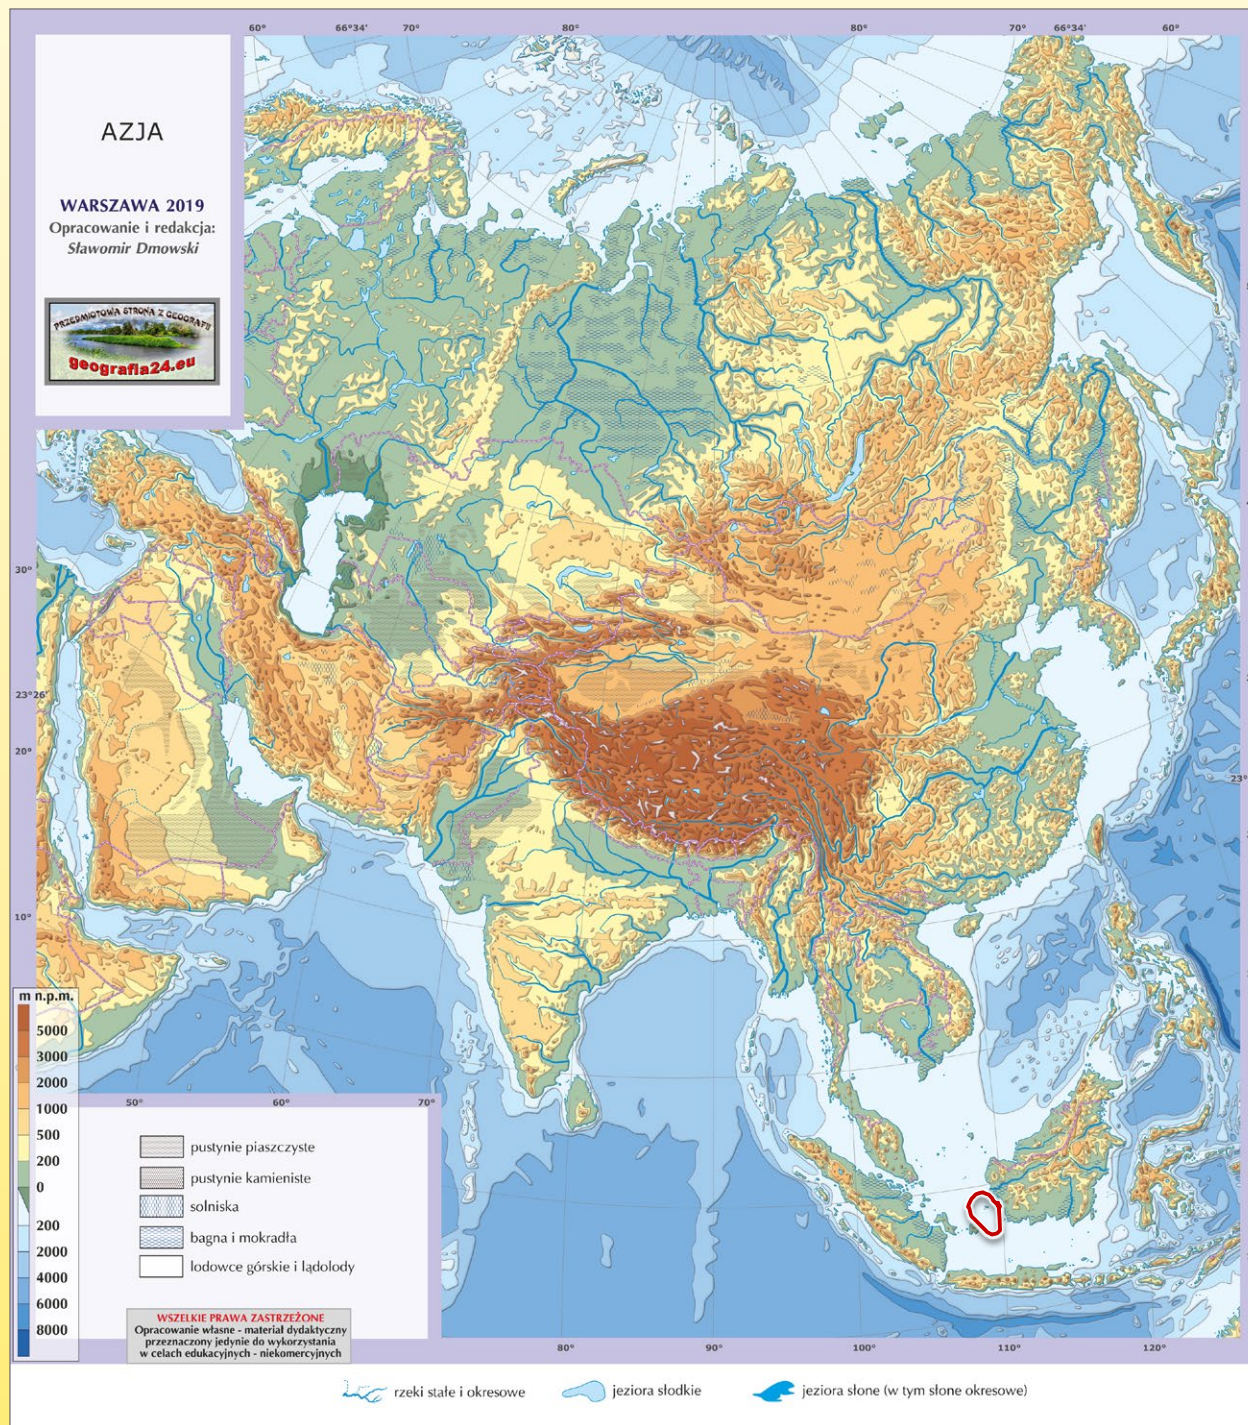 60°
66°34'
70°
80°
80°
70°
66°34'
60°
AZJA
WARSZAWA 2019
Opracowanie i redakcja:
Sławomir Dmowski
PRZEDMIOTOWA STRONA Z GEOGRAFII
geografia24.eu
30°
23°26'
20°
23°
10°
m n.p.m.
5000
3000
2000
1000
500
200
0
200
2000
4000
6000
8000
50°
60°
70°
pustynie piaszczyste
pustynie kamieniste
solniska
bagna i mokradła
lodowce górskie i lądolody
WSZELKIE PRAWA ZASTRZEŻONE
Opracowanie własne - materiał dydaktyczny
przeznaczony jedynie do wykorzystania
w celach edukacyjnych - niekomercyjnych
80°
90°
100°
110°
120°
rzeki stałe i okresowe
jeziora słodkie
jeziora słone (w tym słone okresowe)